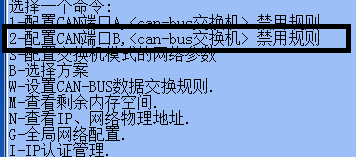 选择一个命令:
1-配置CAN端口A,<can-bus交换机> 禁用规则
2-配置CAN端口B,<can-bus交换机> 禁用规则
3-配置交换机模式的网络参数
B-选择方案
W-设置CAN-BUS数据交换规则.
M-查看剩余内存空间.
N-查看IP、网络物理地址.
G-全局网络配置.
I-IP认证管理.